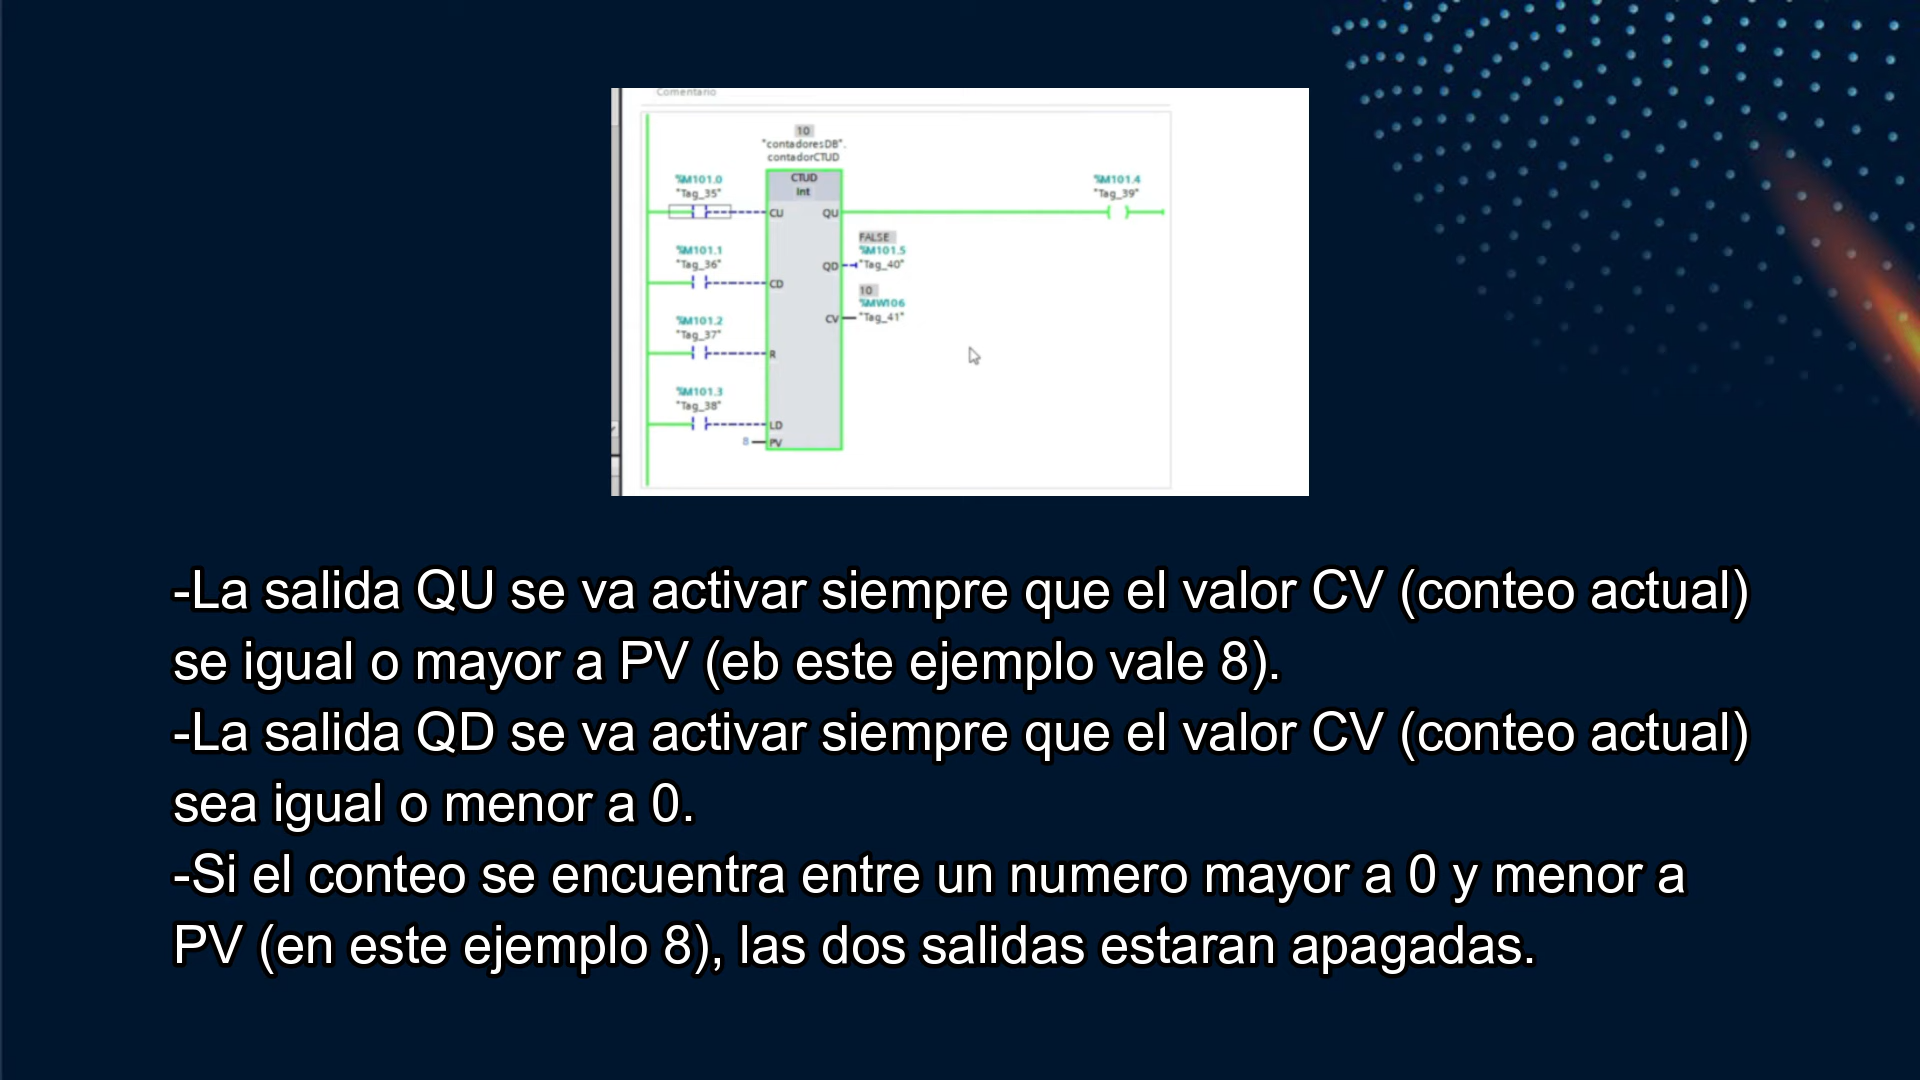 Comentario
10
"contadoresDB".
contadorCTUD
CTUD
Int
%M101.0
"Tag_35"
CU
QU
%M101.4
"Tag_39"
%M101.1
"Tag_36"
CD
FALSE
%M101.5
QD
"Tag_40"
10
%MW106
CV
"Tag_41"
%M101.2
"Tag_37"
R
%M101.3
"Tag_38"
LD
8
PV
-La salida QU se va activar siempre que el valor CV (conteo actual)
se igual o mayor a PV (eb este ejemplo vale 8).
-La salida QD se va activar siempre que el valor CV (conteo actual)
sea igual o menor a 0.
-Si el conteo se encuentra entre un numero mayor a 0 y menor a
PV (en este ejemplo 8), las dos salidas estaran apagadas.